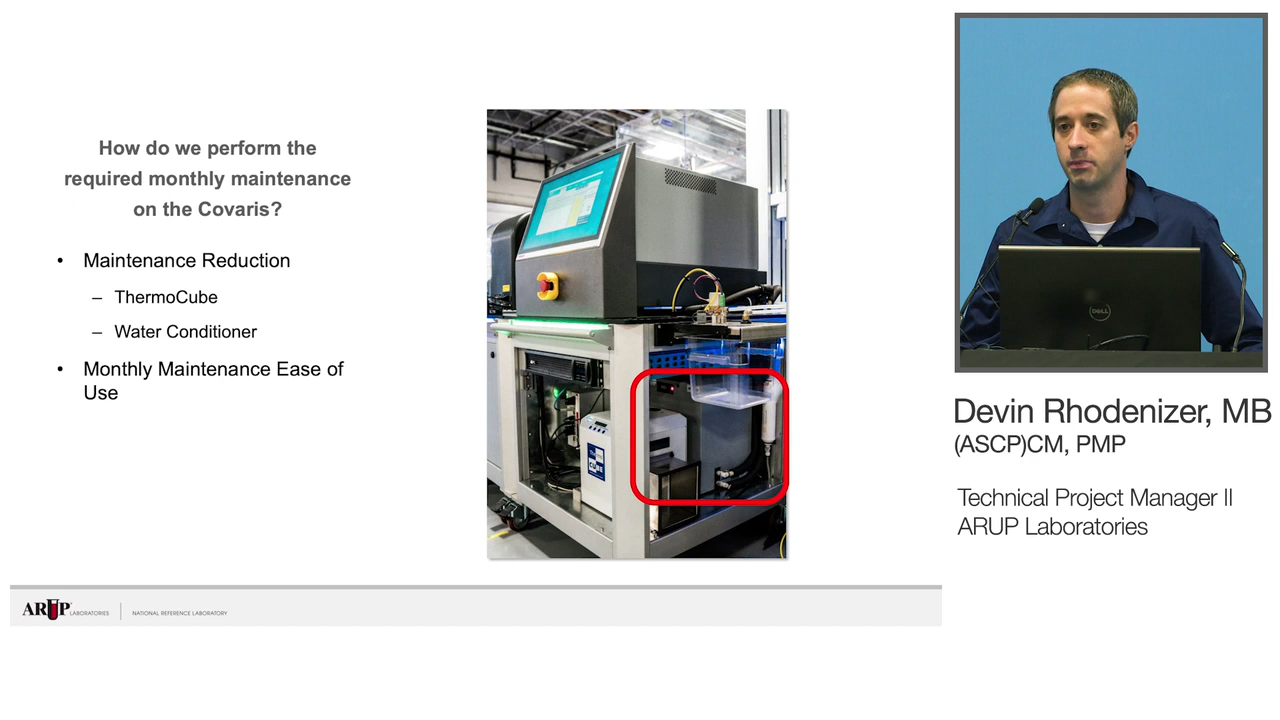 How do we perform the
required monthly maintenance
on the Covaris?
• Maintenance Reduction
– ThermoCube
– Water Conditioner
• Monthly Maintenance Ease of
Use
ARUP LABORATORIES | NATIONAL REFERENCE LABORATORY
DELL
Devin Rhodenizer, MB
(ASCP)CM, PMP
Technical Project Manager II
ARUP Laboratories